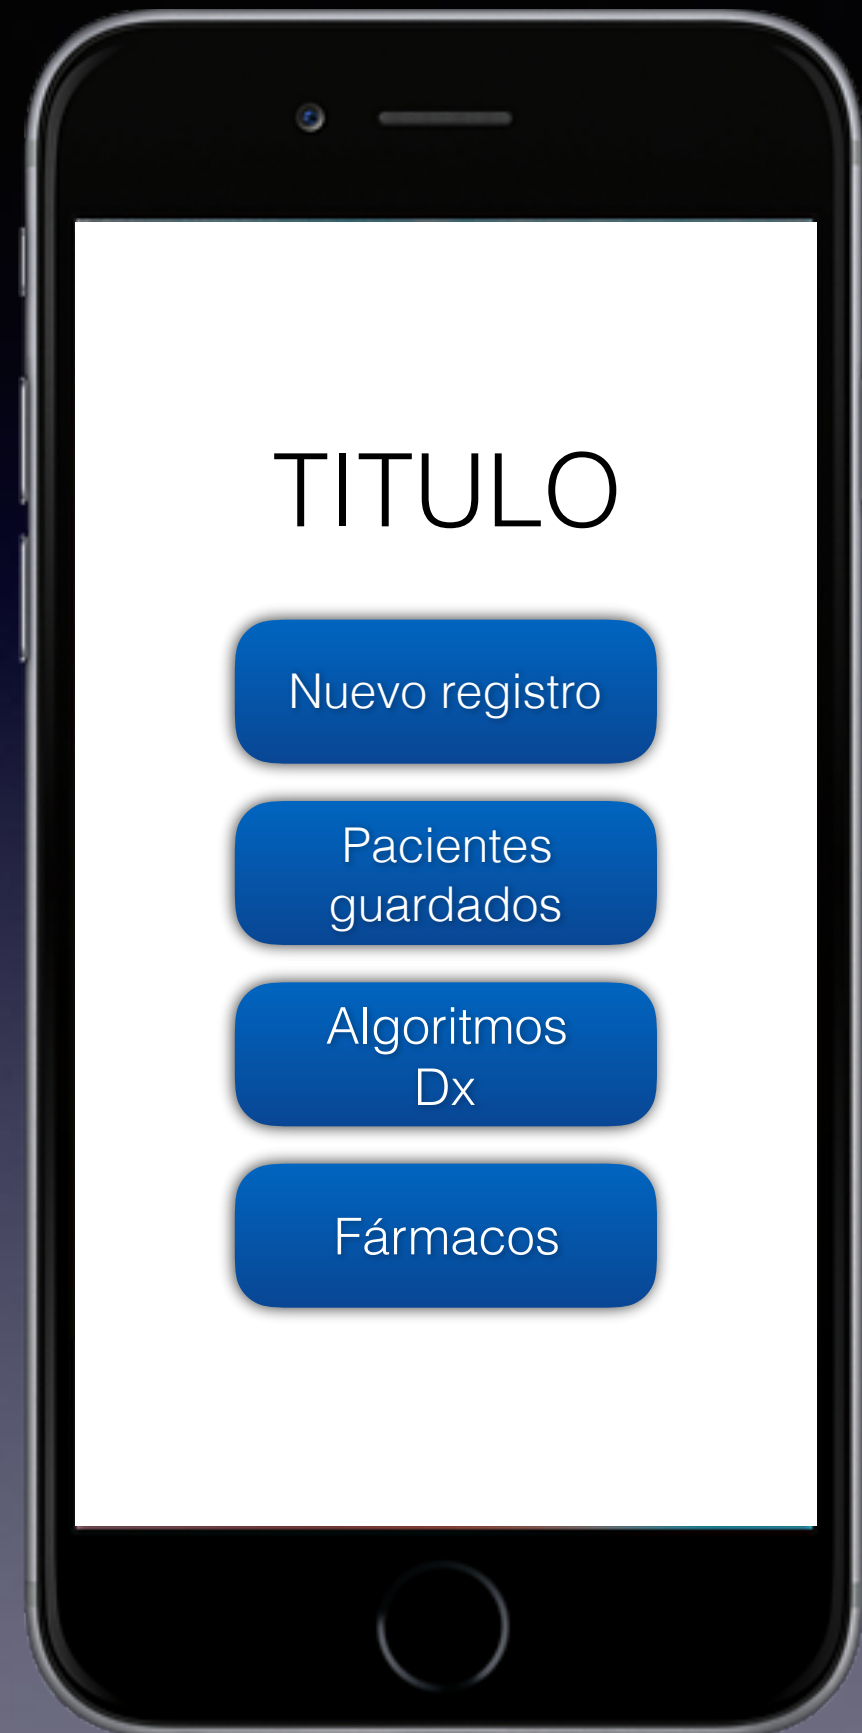 TITULO
Nuevo registro
Pacientes
guardados
Algoritmos
Dx
Fármacos